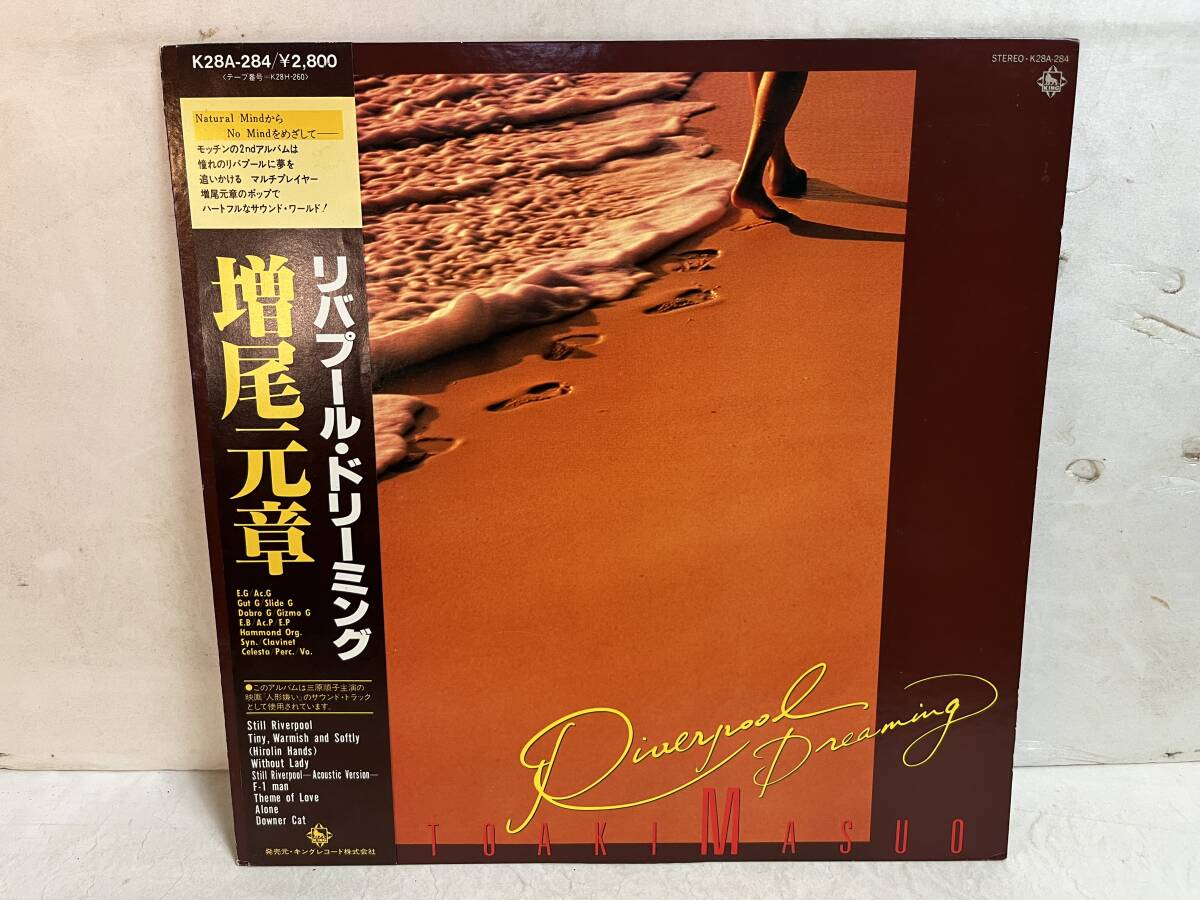 K28A-284/¥2,800
〈テープ番号=K28H-260〉
Natural Mindから
No Mindをめざして──
モッチンの2ndアルバムは
憧れのリバプールに夢を
追いかける マルチプレイヤー
増尾元章のポップで
ハートフルなサウンド・ワールド!
リバプール・ドリーミング
増尾元章
E.G/Ac.G
Gut G/Slide G
Dobro G/Gizmo G
E.B/Ac.P/E.P
Hammond Org.
Syn./Clavinet
Celesta/Perc./Vo.
●このアルバムは三原順子主演の
映画「人形嫌い」のサウンド・トラック
として使用されています。
Still Riverpool
Tiny, Warmish and Softly
(Hirolin Hands)
Without Lady
Still Riverpool—Acoustic Version—
F-1 man
Theme of Love
Alone
Downer Cat
発売元・キングレコード株式会社
STEREO・K28A-284
KING
Riverpool
Dreaming
TOAKI MASUO